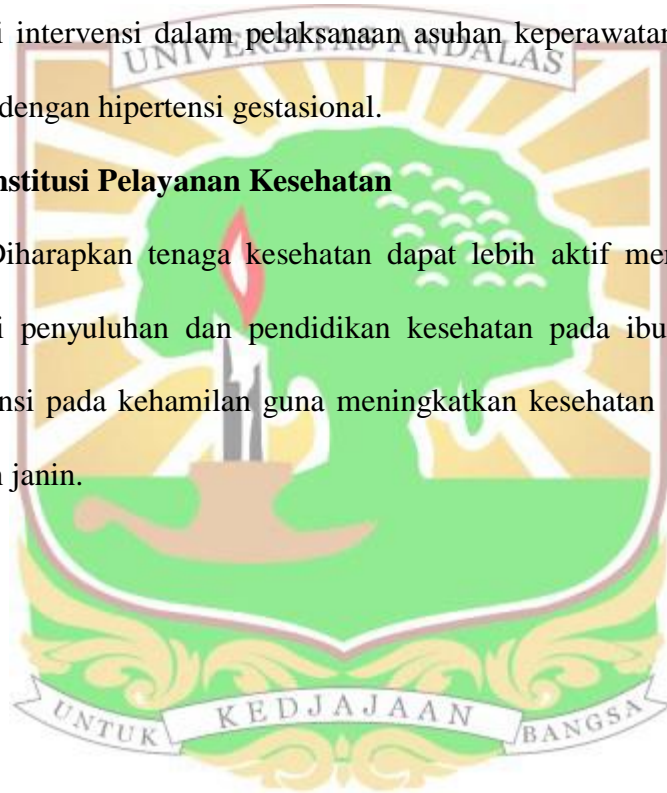 i intervensi dalam pelaksanaan asuhan keperawatan
UNIVERSITAS ANDALAS
dengan hipertensi gestasional.
nstitusi Pelayanan Kesehatan
Diharapkan tenaga kesehatan dapat lebih aktif mer
i penyuluhan dan pendidikan kesehatan pada ibu
nsi pada kehamilan guna meningkatkan kesehatan
n janin.
UNTUK KEDJAJAAN BANGSA